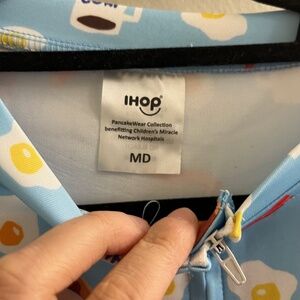 IHOP
PancakeWear Collection
benefitting Children's Miracle
Network Hospitals
MD